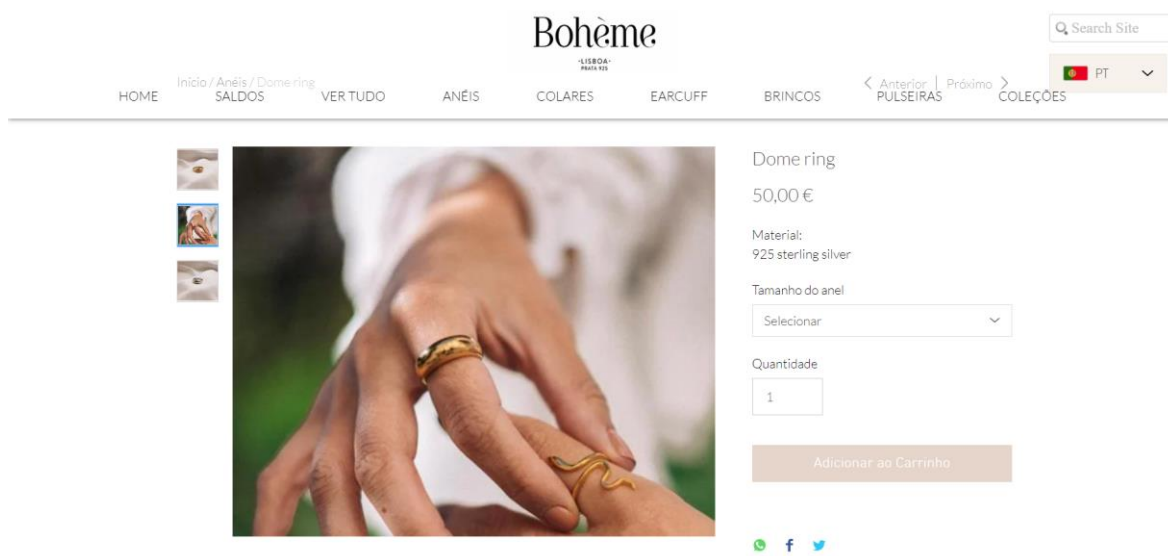 Bohème
-LISBOA-
PRATA 925
Search Site
PT
Início / Anéis / Dome ring
Anterior | Próximo
HOME SALDOS VER TUDO ANÉIS COLARES EARCUFF BRINCOS PULSEIRAS COLEÇÕES
Dome ring
50,00 €
Material:
925 sterling silver
Tamanho do anel
Selecionar
Quantidade
1
Adicionar ao Carrinho